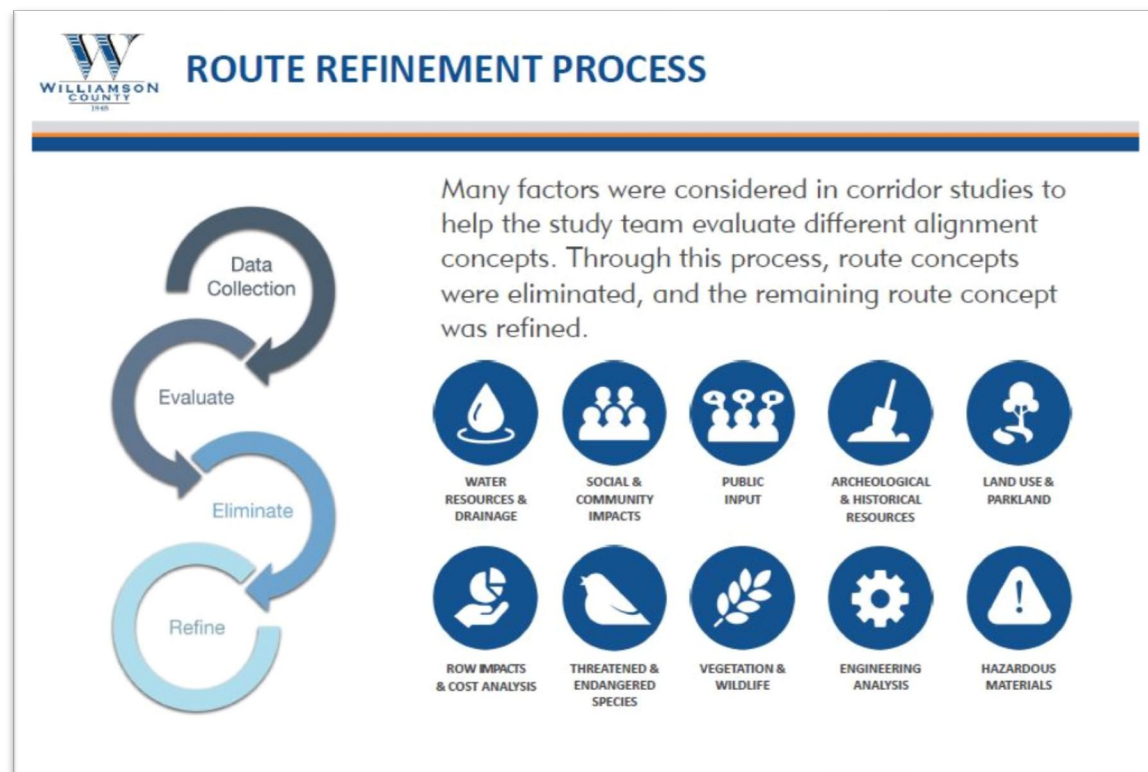 WILLIAMSON
COUNTY
1848
ROUTE REFINEMENT PROCESS
Many factors were considered in corridor studies to
help the study team evaluate different alignment
concepts. Through this process, route concepts
were eliminated, and the remaining route concept
was refined.
Data
Collection
Evaluate
Eliminate
Refine
WATER
RESOURCES &
DRAINAGE
SOCIAL &
COMMUNITY
IMPACTS
PUBLIC
INPUT
ARCHEOLOGICAL
& HISTORICAL
RESOURCES
LAND USE &
PARKLAND
ROW IMPACTS
& COST ANALYSIS
THREATENED &
ENDANGERED
SPECIES
VEGETATION &
WILDLIFE
ENGINEERING
ANALYSIS
HAZARDOUS
MATERIALS